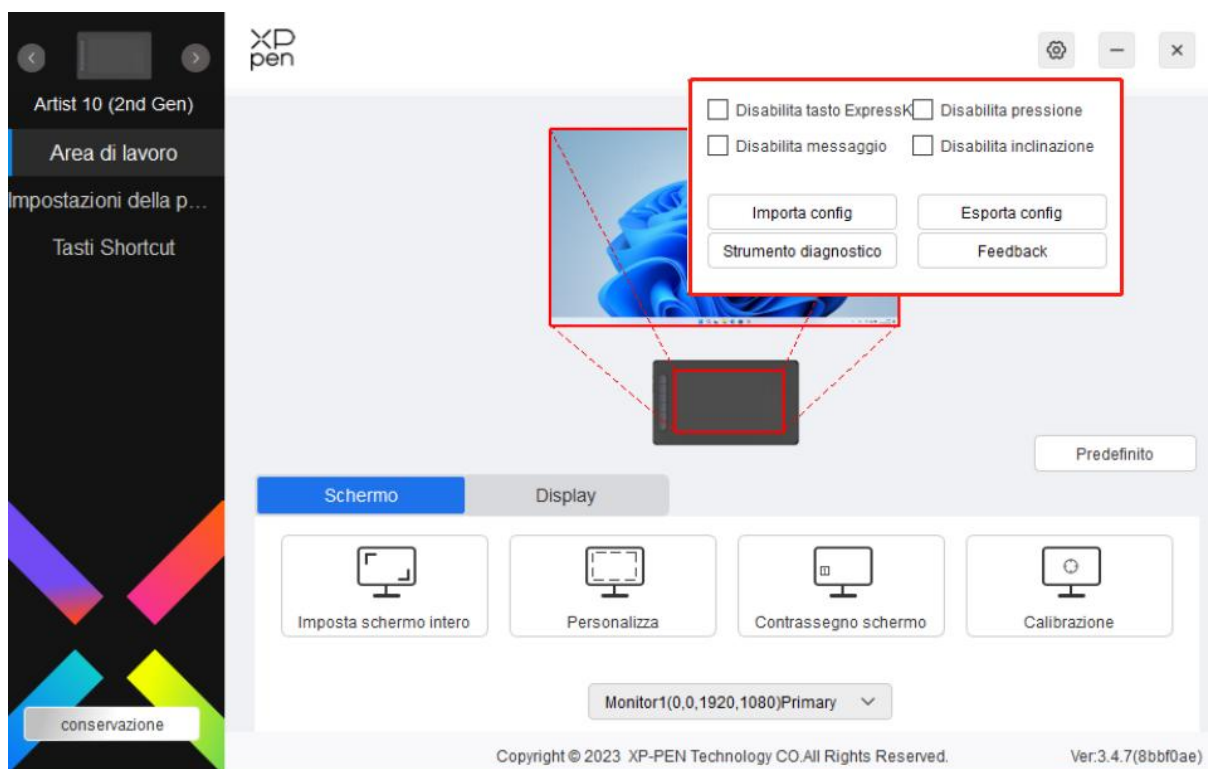 XP
pen
Artist 10 (2nd Gen)
Area di lavoro
Impostazioni della p...
Tasti Shortcut
conservazione
Disabilita tasto ExpressK
Disabilita pressione
Disabilita messaggio
Disabilita inclinazione
Importa config
Esporta config
Strumento diagnostico
Feedback
Predefinito
Schermo
Display
Imposta schermo intero
Personalizza
Contrassegno schermo
Calibrazione
Monitor1(0,0,1920,1080)Primary
Copyright © 2023 XP-PEN Technology CO.All Rights Reserved.
Ver:3.4.7(8bbf0ae)